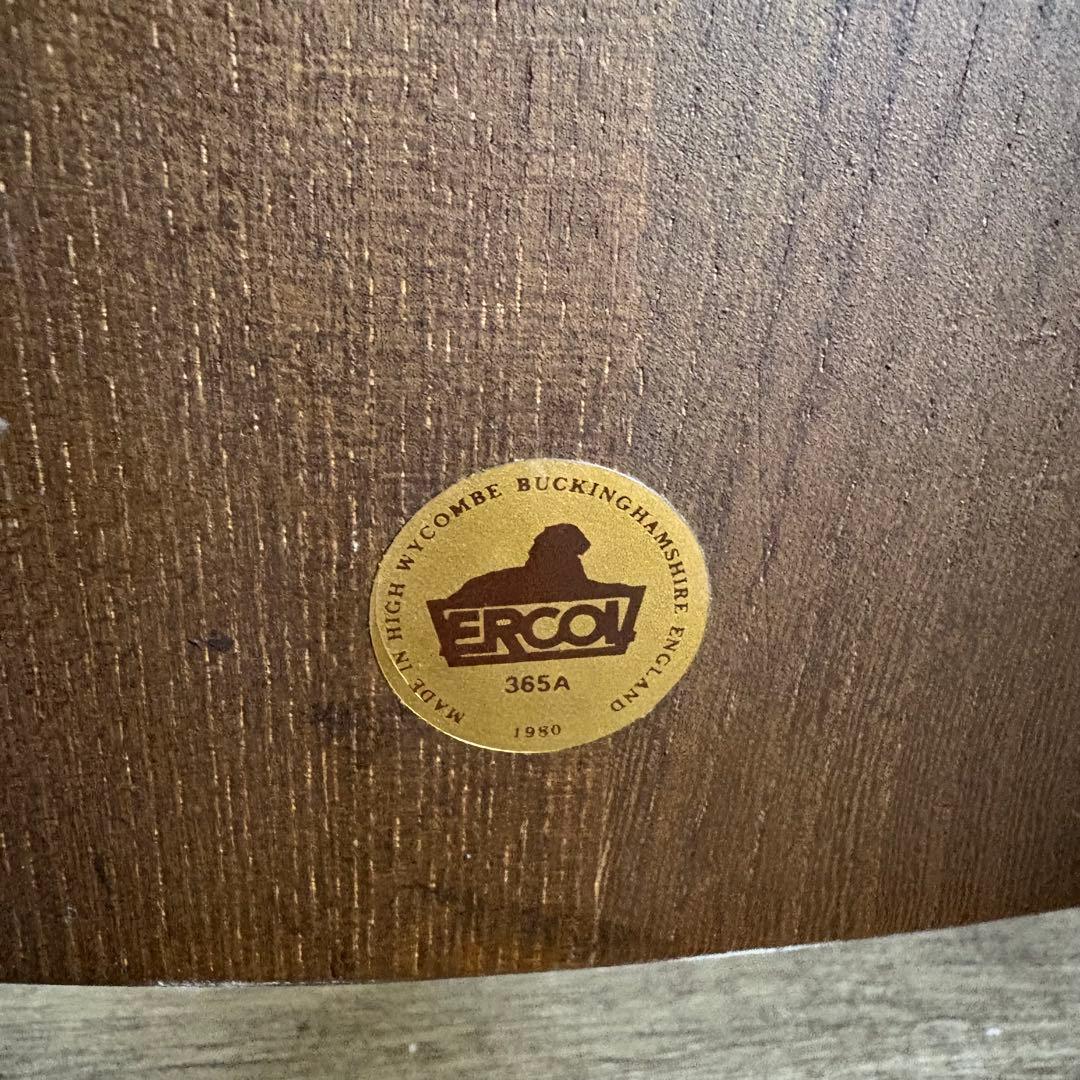 MADE IN HIGH WYCOMBE BUCKINGHAMSHIRE ENGLAND
ERCOL
365A
1980